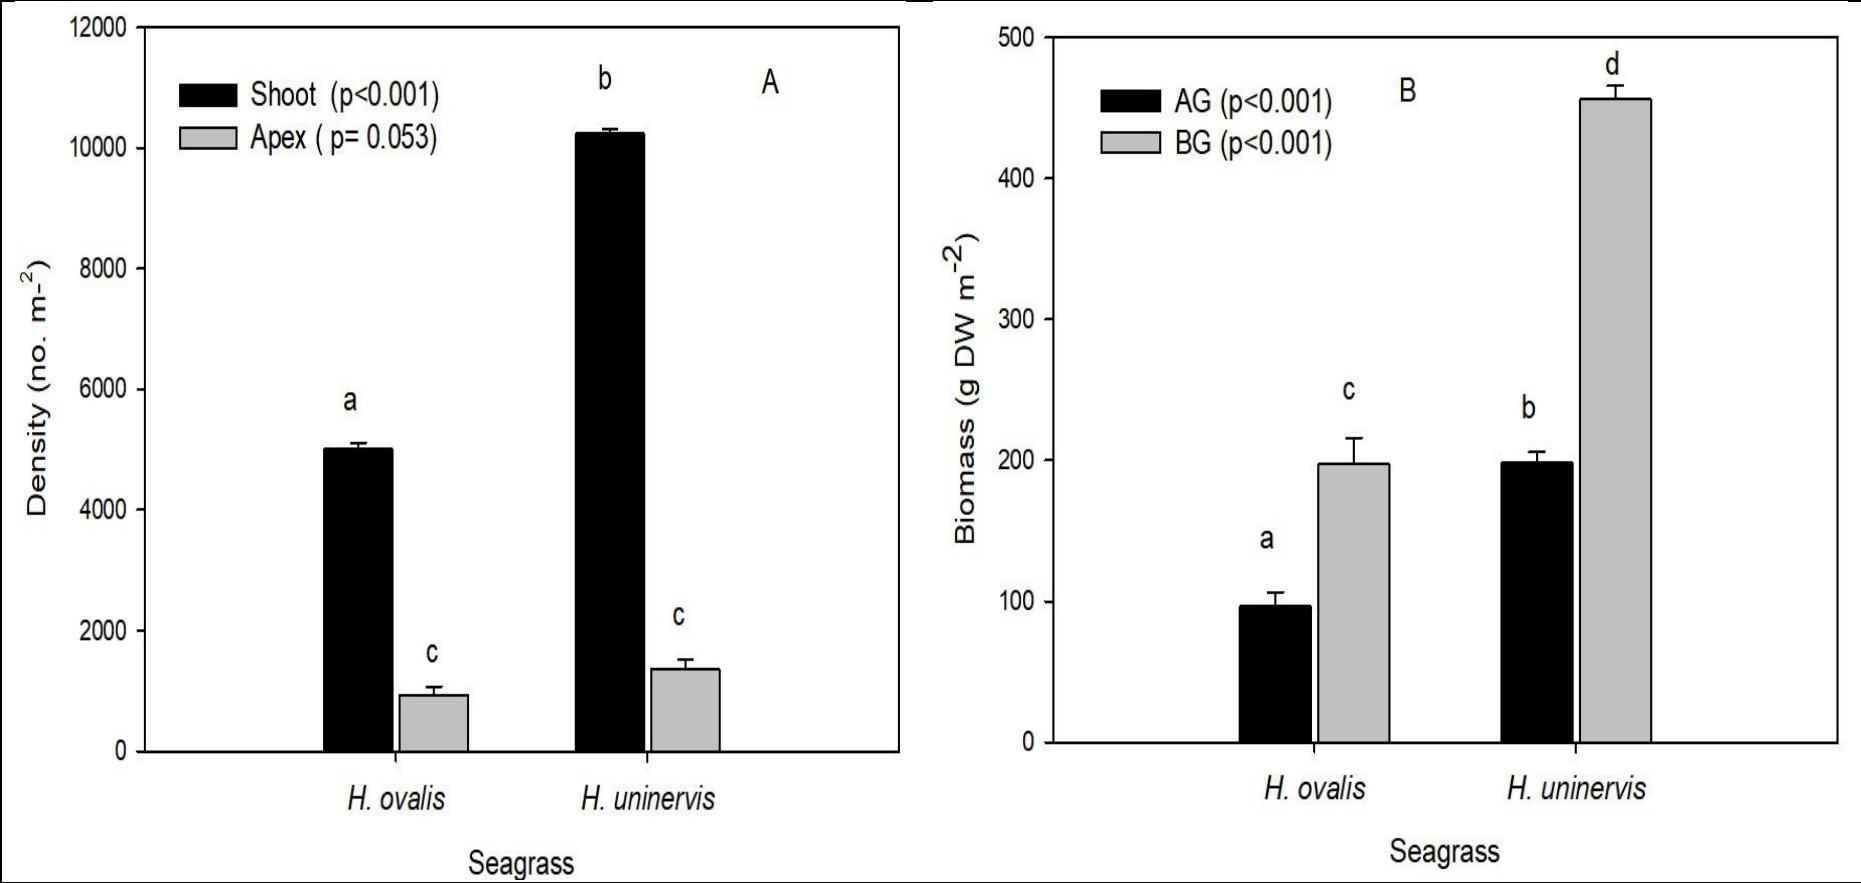 12000
10000
8000
6000
4000
2000
0
Density (no. m-²)
Shoot (p<0.001)
Apex ( p= 0.053)
A
a
c
b
c
H. ovalis
H. uninervis
Seagrass
500
400
300
200
100
0
Biomass (g DW m⁻²)
AG (p<0.001)
BG (p<0.001)
B
a
c
b
d
H. ovalis
H. uninervis
Seagrass